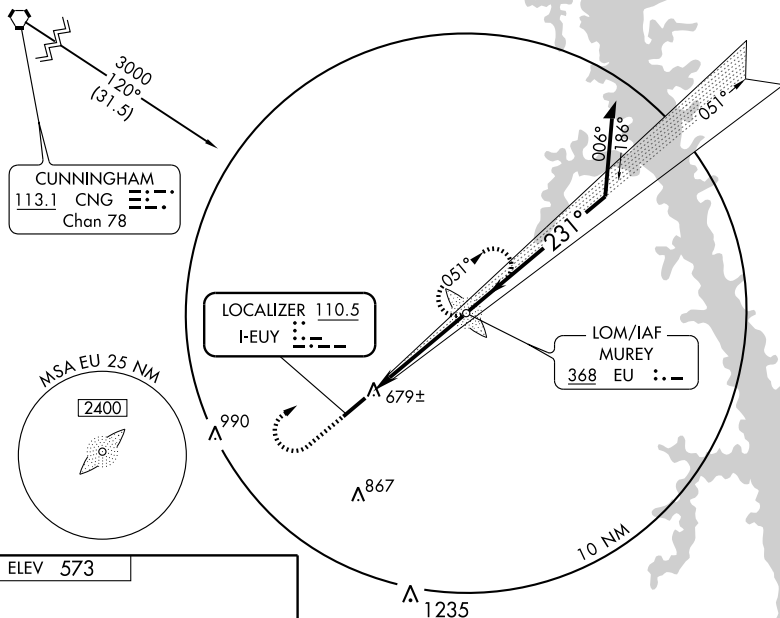 3000
120°
(31.5)
CUNNINGHAM
113.1 CNG
Chan 78
006°
186°
051°
231°
051°
LOCALIZER 110.5
I-EUY
LOM/IAF
MUREY
368 EU
MSA EU 25 NM
2400
679±
990
867
10 NM
1235
ELEV 573